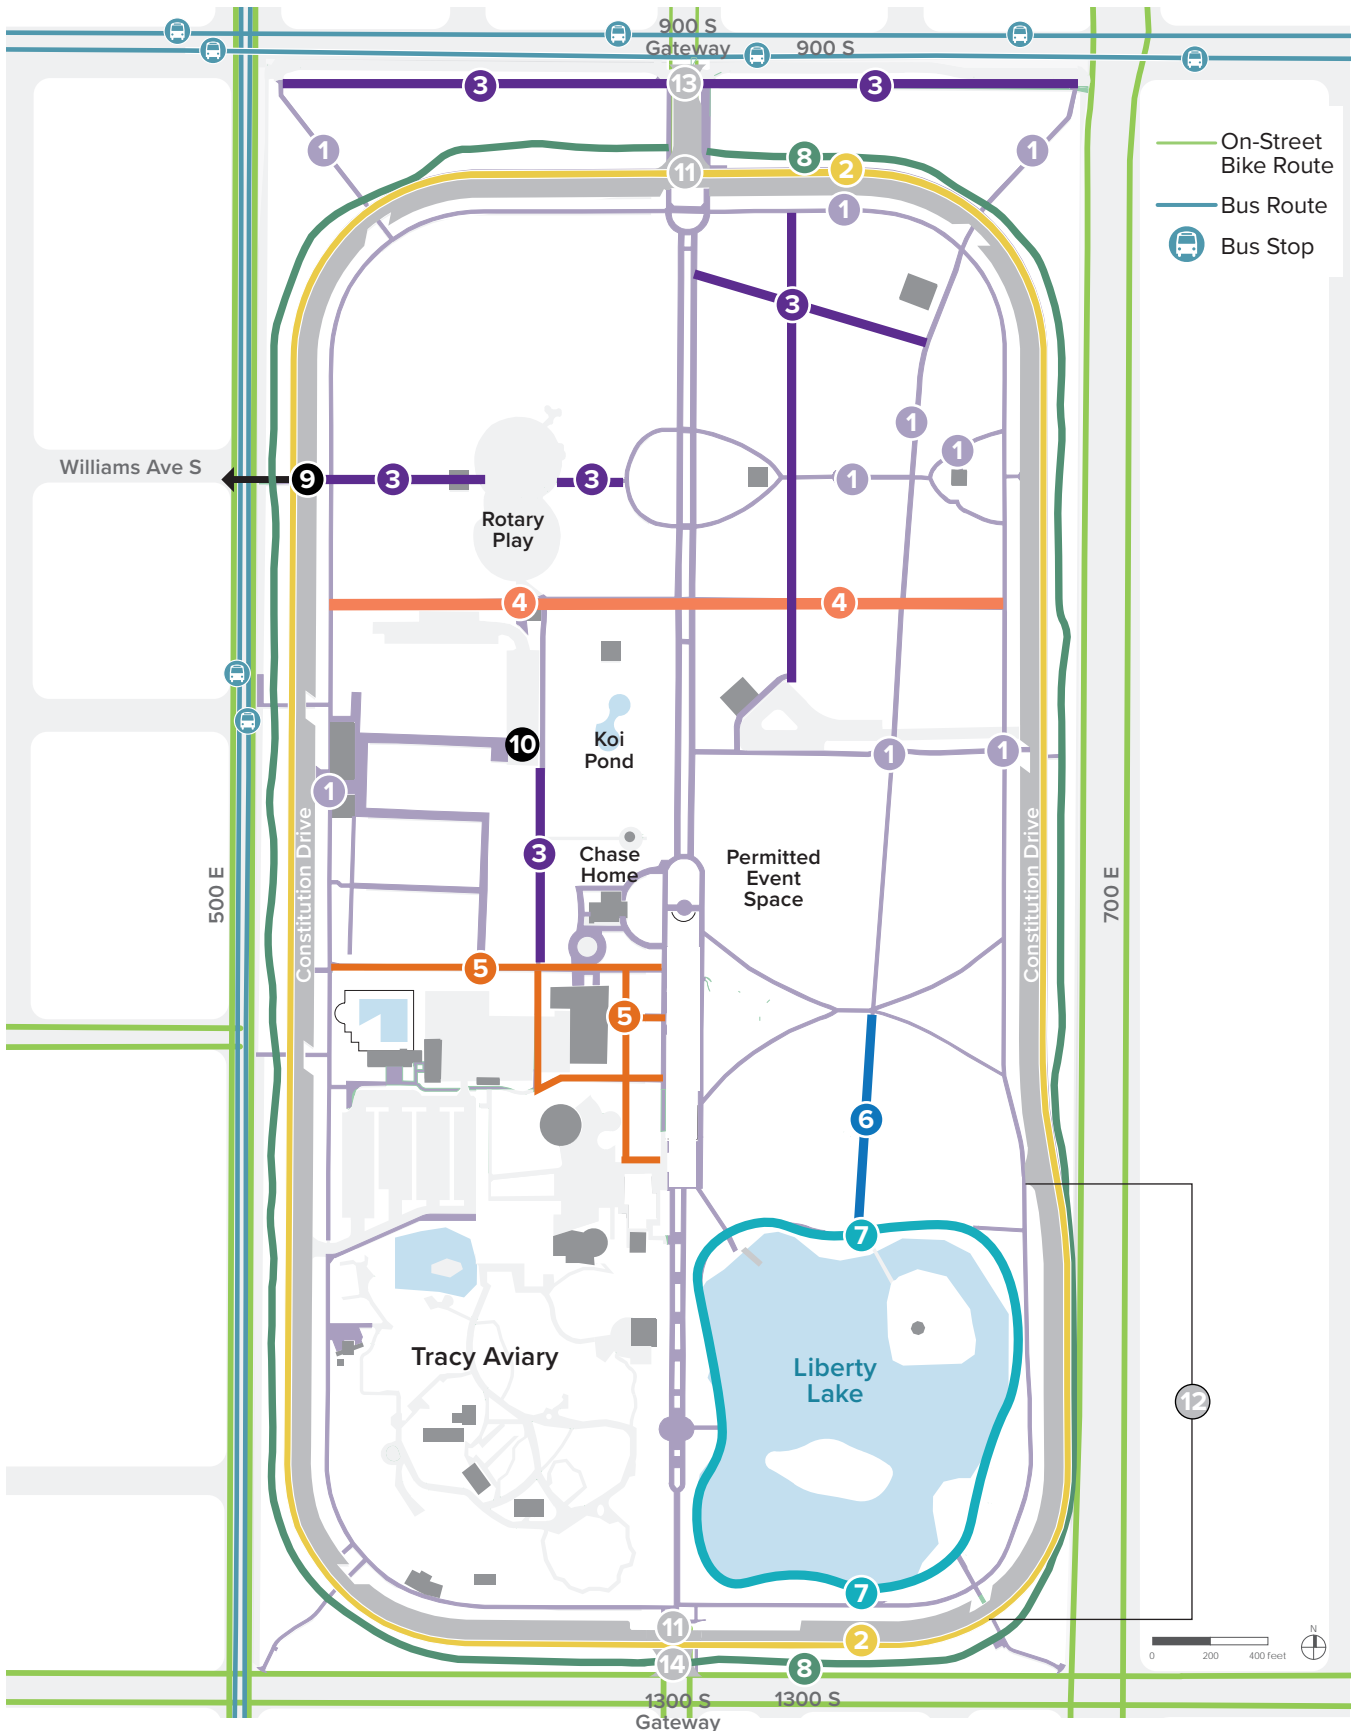 900 S
Gateway
900 S
3
13
3
On-Street
Bike Route
Bus Route
Bus Stop
1
8
2
1
11
1
3
1
1
Williams Ave S
9
3
3
1
Rotary
Play
4
4
10
Koi
Pond
1
1
1
Constitution Drive
3
Chase
Home
Permitted
Event
Space
Constitution Drive
500 E
700 E
5
5
6
7
Tracy Aviary
Liberty
Lake
12
7
11
2
14
8
1300 S
Gateway
1300 S
N
0 200 400 feet